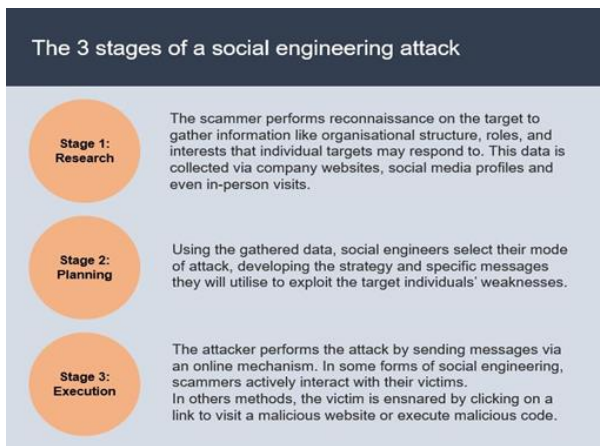 The 3 stages of a social engineering attack
Stage 1:
Research
The scammer performs reconnaissance on the target to
gather information like organisational structure, roles, and
interests that individual targets may respond to. This data is
collected via company websites, social media profiles and
even in-person visits.
Stage 2:
Planning
Using the gathered data, social engineers select their mode
of attack, developing the strategy and specific messages
they will utilise to exploit the target individuals' weaknesses.
Stage 3:
Execution
The attacker performs the attack by sending messages via
an online mechanism. In some forms of social engineering,
scammers actively interact with their victims.
In others methods, the victim is ensnared by clicking on a
link to visit a malicious website or execute malicious code.